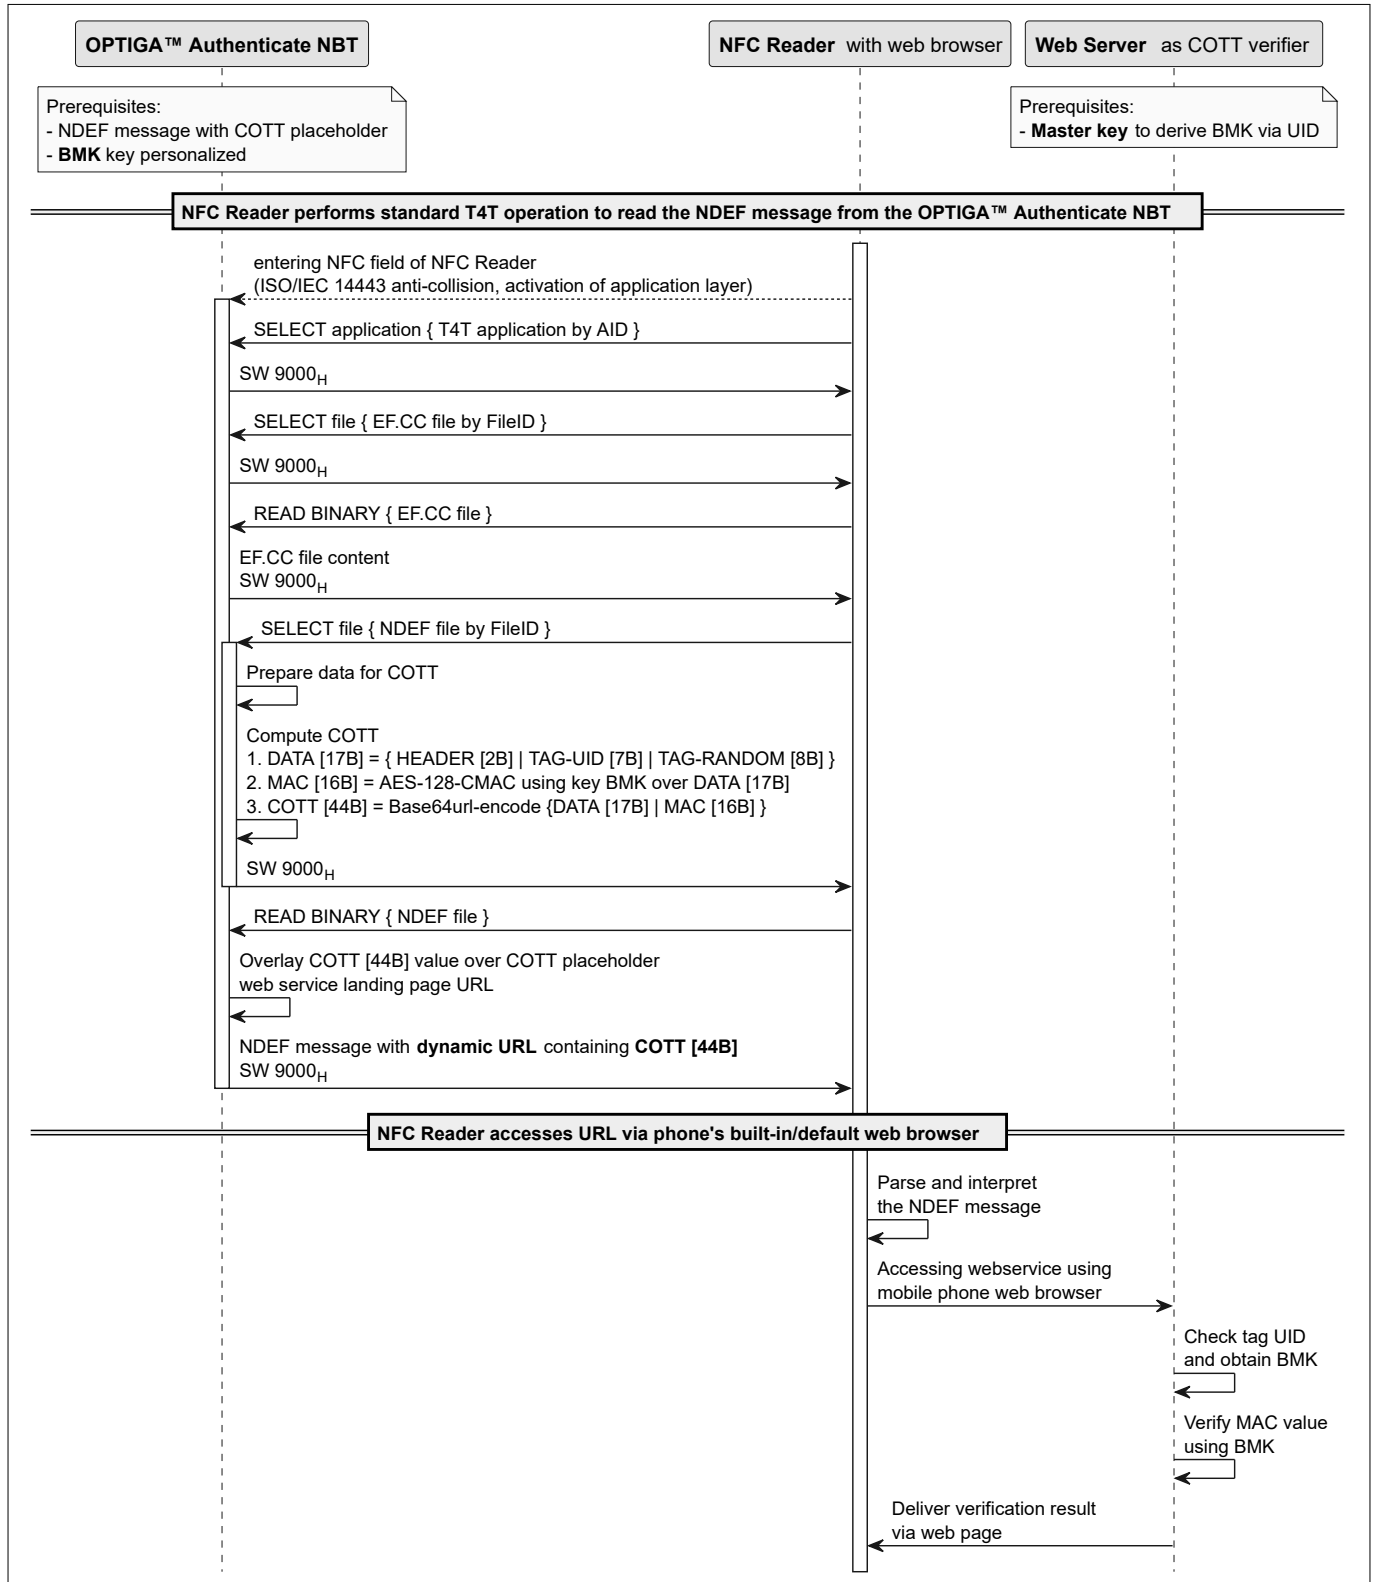 OPTIGA™ Authenticate NBT
NFC Reader with web browser
Web Server as COTT verifier
Prerequisites:
- NDEF message with COTT placeholder
- BMK key personalized
Prerequisites:
- Master key to derive BMK via UID
NFC Reader performs standard T4T operation to read the NDEF message from the OPTIGA™ Authenticate NBT
entering NFC field of NFC Reader
(ISO/IEC 14443 anti-collision, activation of application layer)
SELECT application { T4T application by AID }
SW 9000H
SELECT file { EF.CC file by FileID }
SW 9000H
READ BINARY { EF.CC file }
EF.CC file content
SW 9000H
SELECT file { NDEF file by FileID }
Prepare data for COTT
Compute COTT
1. DATA [17B] = { HEADER [2B] | TAG-UID [7B] | TAG-RANDOM [8B] }
2. MAC [16B] = AES-128-CMAC using key BMK over DATA [17B]
3. COTT [44B] = Base64url-encode {DATA [17B] | MAC [16B] }
SW 9000H
READ BINARY { NDEF file }
Overlay COTT [44B] value over COTT placeholder
web service landing page URL
NDEF message with dynamic URL containing COTT [44B]
SW 9000H
NFC Reader accesses URL via phone's built-in/default web browser
Parse and interpret
the NDEF message
Accessing webservice using
mobile phone web browser
Check tag UID
and obtain BMK
Verify MAC value
using BMK
Deliver verification result
via web page